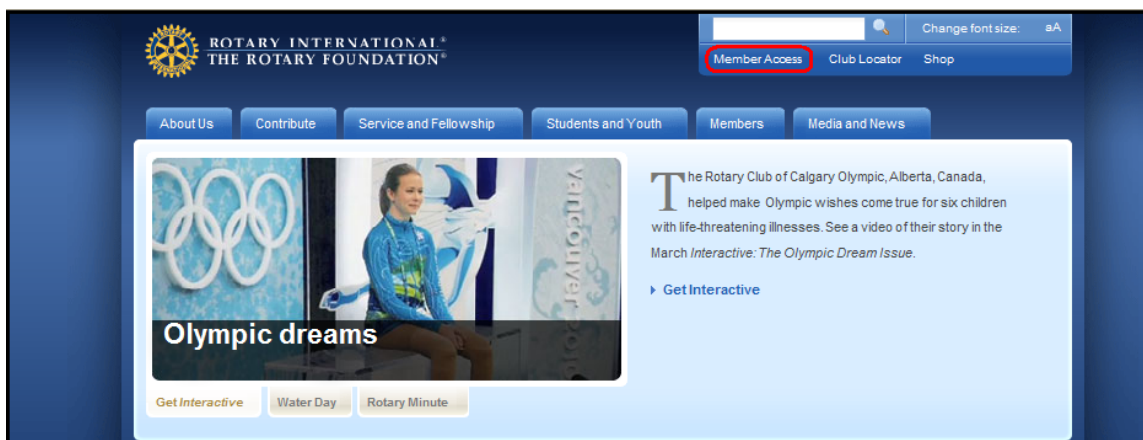 ROTARY INTERNATIONAL®
THE ROTARY FOUNDATION®
Change font size: aA
Member Access Club Locator Shop
About Us Contribute Service and Fellowship Students and Youth Members Media and News
vancouver 2010
The Rotary Club of Calgary Olympic, Alberta, Canada,
helped make Olympic wishes come true for six children
with life-threatening illnesses. See a video of their story in the
March Interactive: The Olympic Dream Issue.
Get Interactive
Olympic dreams
Get Interactive Water Day Rotary Minute